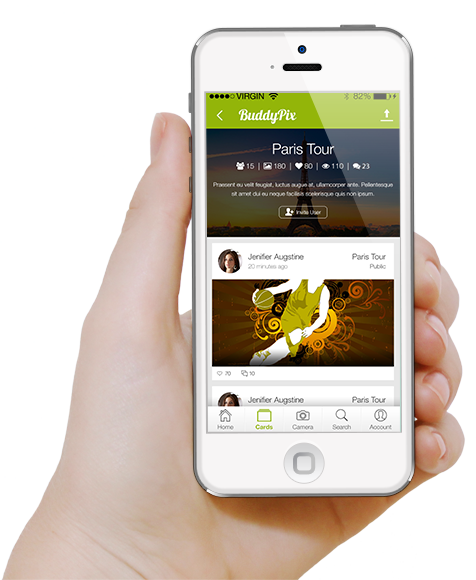 VIRGIN 82%
BuddyPix
Paris Tour
15 | 180 | 80 | 110 | 23
Praesent eu velit feugiat, luctus augue at, ullamcorper ante. Pellentesque
sit amet dui eu neque facilisis scelerisque quis non ipsum.
Invite User
Jenifier Augstine Paris Tour
20 minutes ago Public
70 10
Jenifier Augstine Paris Tour
Home Cards Camera Search Account